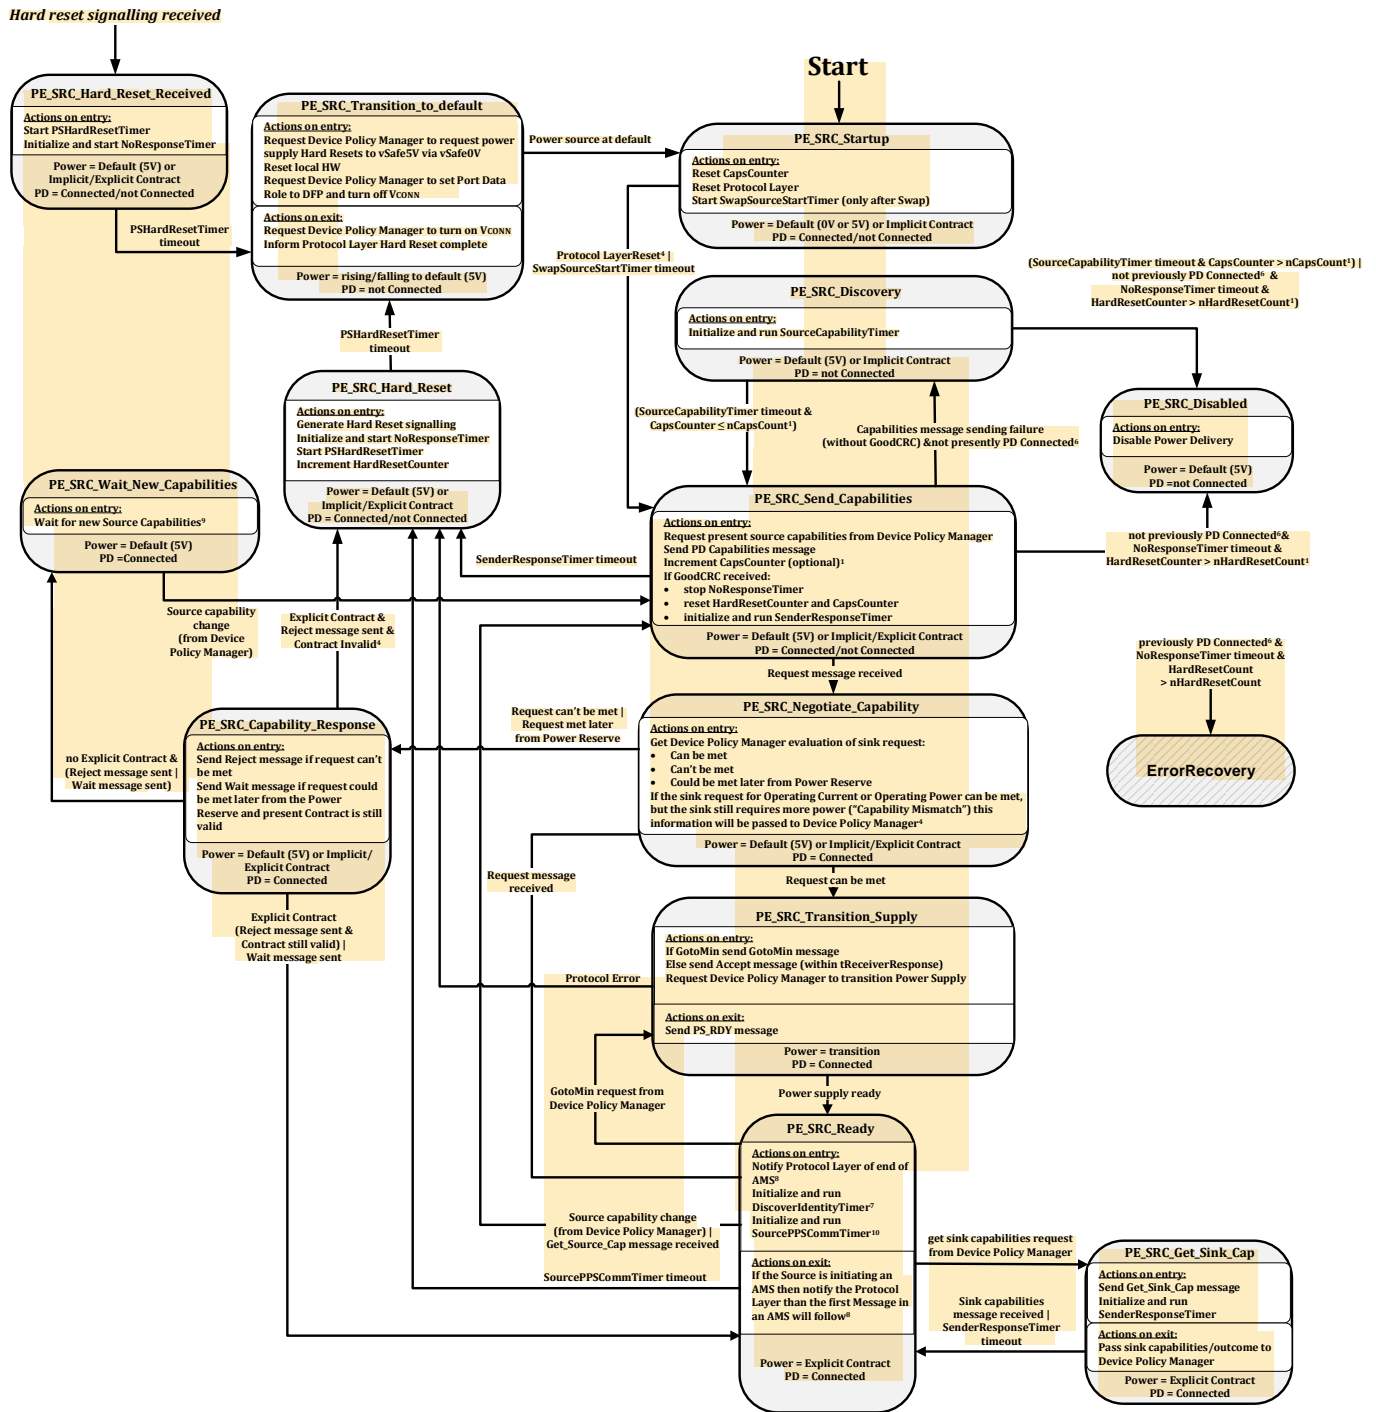 Hard reset signalling received
Start
PE_SRC_Hard_Reset_Received
Actions on entry:
Start PSHardResetTimer
Initialize and start NoResponseTimer
Power = Default (5V) or
Implicit/Explicit Contract
PD = Connected/not Connected
PSHardResetTimer
timeout
PE_SRC_Transition_to_default
Actions on entry:
Request Device Policy Manager to request power
supply Hard Resets to vSafe5V via vSafe0V
Reset local HW
Request Device Policy Manager to set Port Data
Role to DFP and turn off VCONN
Actions on exit:
Request Device Policy Manager to turn on VCONN
Inform Protocol Layer Hard Reset complete
Power = rising/falling to default (5V)
PD = not Connected
Power source at default
PE_SRC_Startup
Actions on entry:
Reset CapsCounter
Reset Protocol Layer
Start SwapSourceStartTimer (only after Swap)
Power = Default (0V or 5V) or Implicit Contract
PD = Connected/not Connected
Protocol LayerReset⁴ |
SwapSourceStartTimer timeout
(SourceCapabilityTimer timeout & CapsCounter > nCapsCount¹) |
not previously PD Connected⁶ &
NoResponseTimer timeout &
HardResetCounter > nHardResetCount¹)
PE_SRC_Discovery
Actions on entry:
Initialize and run SourceCapabilityTimer
Power = Default (5V) or Implicit Contract
PD = not Connected
PSHardResetTimer
timeout
PE_SRC_Hard_Reset
Actions on entry:
Generate Hard Reset signalling
Initialize and start NoResponseTimer
Start PSHardResetTimer
Increment HardResetCounter
Power = Default (5V) or
Implicit/Explicit Contract
PD = Connected/not Connected
(SourceCapabilityTimer timeout &
CapsCounter ≤ nCapsCount¹)
Capabilities message sending failure
(without GoodCRC) &not presently PD Connected⁶
PE_SRC_Disabled
Actions on entry:
Disable Power Delivery
Power = Default (5V)
PD =not Connected
PE_SRC_Wait_New_Capabilities
Actions on entry:
Wait for new Source Capabilities⁹
Power = Default (5V)
PD =Connected
PE_SRC_Send_Capabilities
Actions on entry:
Request present source capabilities from Device Policy Manager
Send PD Capabilities message
Increment CapsCounter (optional)¹
If GoodCRC received:
• stop NoResponseTimer
• reset HardResetCounter and CapsCounter
• initialize and run SenderResponseTimer
Power = Default (5V) or Implicit/Explicit Contract
PD = Connected/not Connected
SenderResponseTimer timeout
not previously PD Connected⁶&
NoResponseTimer timeout &
HardResetCounter > nHardResetCount¹
Source capability
change
(from Device
Policy Manager)
Explicit Contract &
Reject message sent &
Contract Invalid⁴
previously PD Connected⁶ &
NoResponseTimer timeout &
HardResetCount
> nHardResetCount
Request message received
PE_SRC_Capability_Response
Actions on entry:
Send Reject message if request can't
be met
Send Wait message if request could
be met later from the Power
Reserve and present Contract is still
valid
Power = Default (5V) or Implicit/
Explicit Contract
PD = Connected
no Explicit Contract &
(Reject message sent |
Wait message sent)
Request can't be met |
Request met later
from Power Reserve
PE_SRC_Negotiate_Capability
Actions on entry:
Get Device Policy Manager evaluation of sink request:
• Can be met
• Can't be met
• Could be met later from Power Reserve
If the sink request for Operating Current or Operating Power can be met,
but the sink still requires more power ("Capability Mismatch") this
information will be passed to Device Policy Manager⁴
Power = Default (5V) or Implicit/Explicit Contract
PD = Connected
ErrorRecovery
Request message
received
Request can be met
Explicit Contract
(Reject message sent &
Contract still valid) |
Wait message sent
PE_SRC_Transition_Supply
Actions on entry:
If GotoMin send GotoMin message
Else send Accept message (within tReceiverResponse)
Request Device Policy Manager to transition Power Supply
Actions on exit:
Send PS_RDY message
Power = transition
PD = Connected
Protocol Error
GotoMin request from
Device Policy Manager
Power supply ready
PE_SRC_Ready
Actions on entry:
Notify Protocol Layer of end of
AMS⁸
Initialize and run
DiscoverIdentityTimer⁷
Initialize and run
SourcePPSCommTimer¹⁰
Actions on exit:
If the Source is initiating an
AMS then notify the Protocol
Layer than the first Message in
an AMS will follow⁸
Power = Explicit Contract
PD = Connected
Source capability change
(from Device Policy Manager) |
Get_Source_Cap message received
SourcePPSCommTimer timeout
get sink capabilities request
from Device Policy Manager
Sink capabilities
message received |
SenderResponseTimer
timeout
PE_SRC_Get_Sink_Cap
Actions on entry:
Send Get_Sink_Cap message
Initialize and run
SenderResponseTimer
Actions on exit:
Pass sink capabilities/outcome to
Device Policy Manager
Power = Explicit Contract
PD = Connected